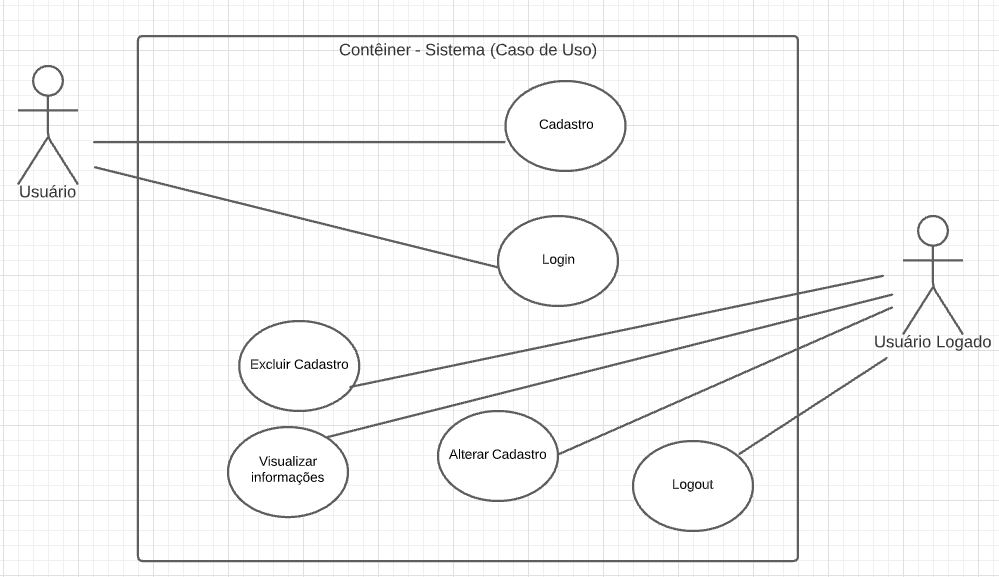 Contêiner - Sistema (Caso de Uso)
Cadastro
Usuário
Login
Usuário Logado
Excluir Cadastro
Alterar Cadastro
Visualizar
informações
Logout